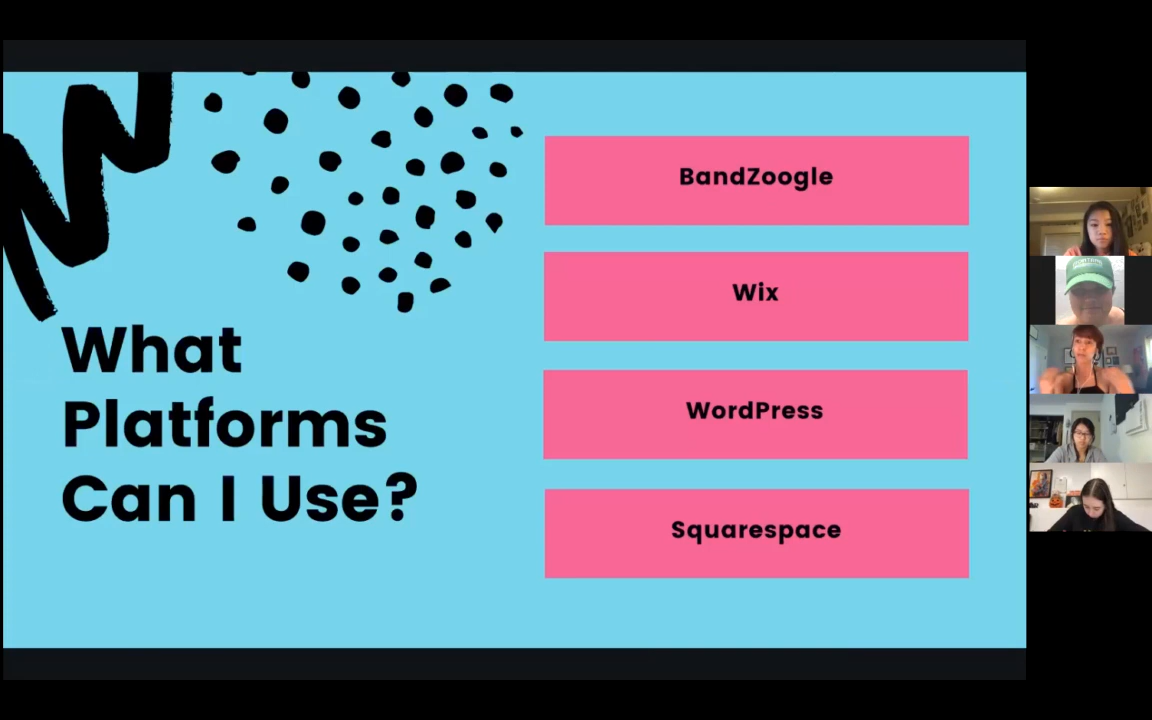 What
Platforms
Can I Use?
BandZoogle
Wix
WordPress
Squarespace